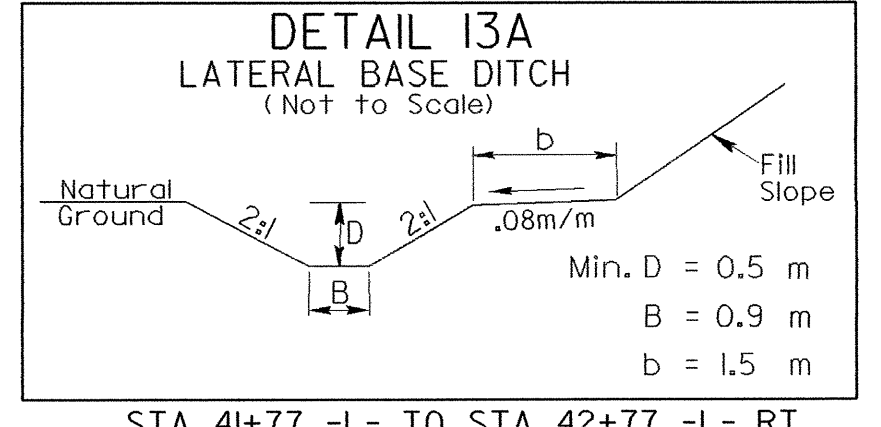 DETAIL 13A
LATERAL BASE DITCH
(Not to Scale)
b
Fill
Slope
Natural
Ground
2:1
D
2:1
.08m/m
B
Min. D = 0.5 m
B = 0.9 m
b = 1.5 m
STA 41+77 -L- TO STA 42+77 -L- RT